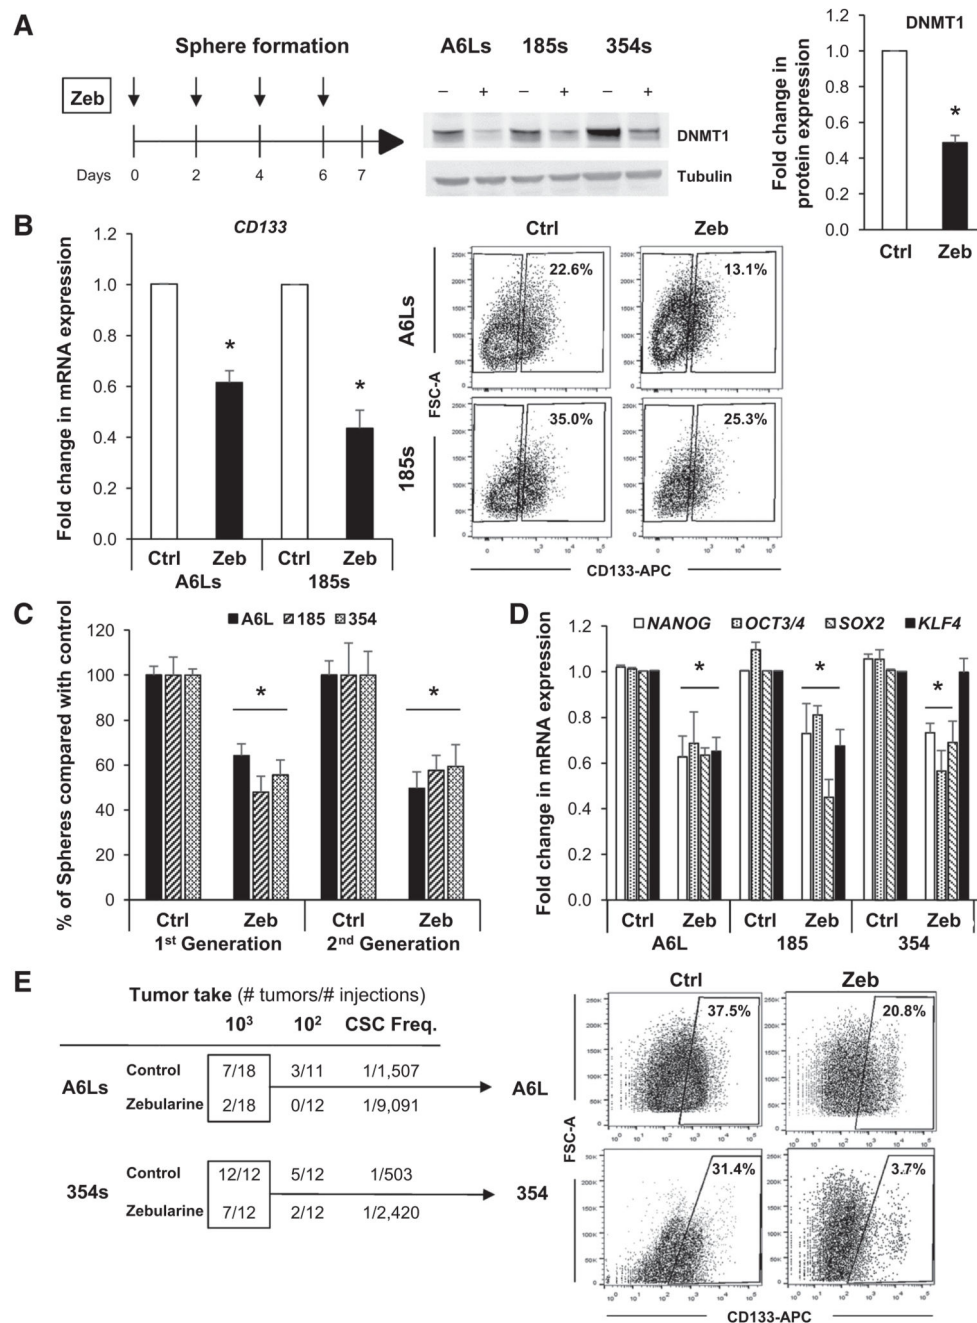 A
Sphere formation
Zeb
Days 0 2 4 6 7
A6Ls 185s 354s
– + – + – +
DNMT1
Tubulin
DNMT1
Fold change in
protein expression
1.2
1.0
0.8
0.6
0.4
0.2
0.0
*
Ctrl Zeb
B
CD133
Fold change in mRNA expression
1.2
1.0
0.8
0.6
0.4
0.2
0.0
* *
Ctrl Zeb Ctrl Zeb
A6Ls 185s
Ctrl Zeb
A6Ls
22.6% 13.1%
185s
35.0% 25.3%
FSC-A
CD133-APC
C
% of Spheres compared with control
120
100
80
60
40
20
0
A6L 185 354
* *
Ctrl Zeb Ctrl Zeb
1st Generation 2nd Generation
D
Fold change in mRNA expression
1.2
1.0
0.8
0.6
0.4
0.2
0.0
NANOG OCT3/4 SOX2 KLF4
* * *
Ctrl Zeb Ctrl Zeb Ctrl Zeb
A6L 185 354
E
Tumor take (# tumors/# injections)
10³ 10² CSC Freq.
A6Ls
Control 7/18 3/11 1/1,507
Zebularine 2/18 0/12 1/9,091
354s
Control 12/12 5/12 1/503
Zebularine 7/12 2/12 1/2,420
Ctrl Zeb
A6L
37.5% 20.8%
354
31.4% 3.7%
FSC-A
CD133-APC